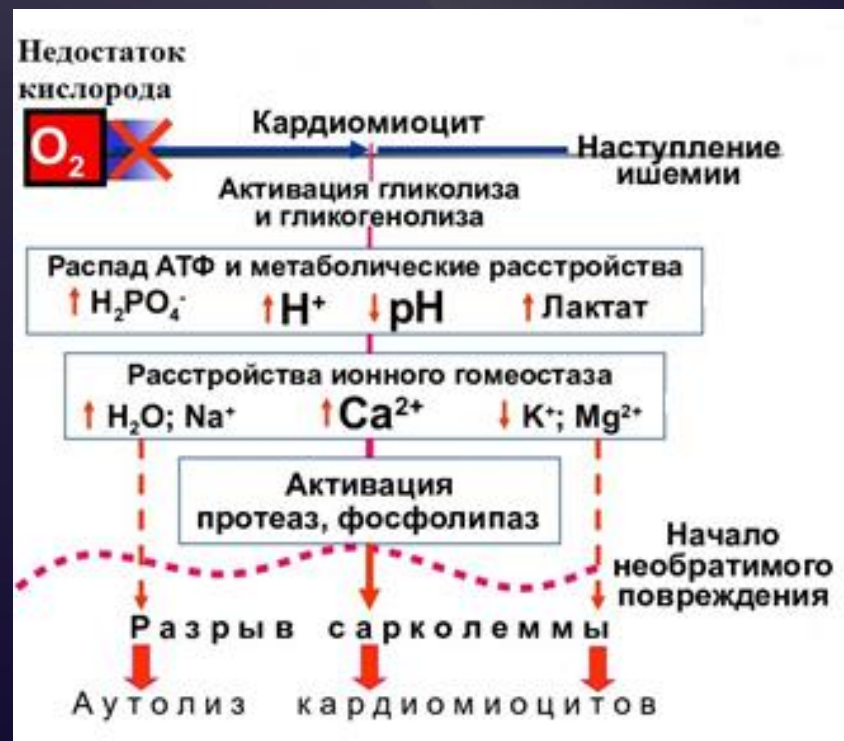 Недостаток
кислорода
O₂
Кардиомиоцит
Наступление
ишемии
Активация гликолиза
и гликогенолиза
Распад АТФ и метаболические расстройства
↑ H₂PO₄⁻ ↑ H⁺ ↓ pH ↑ Лактат
Расстройства ионного гомеостаза
↑ H₂O; Na⁺ ↑ Ca²⁺ ↓ K⁺; Mg²⁺
Активация
протеаз, фосфолипаз
Начало
необратимого
повреждения
Разрыв сарколеммы
Аутолиз кардиомиоцитов